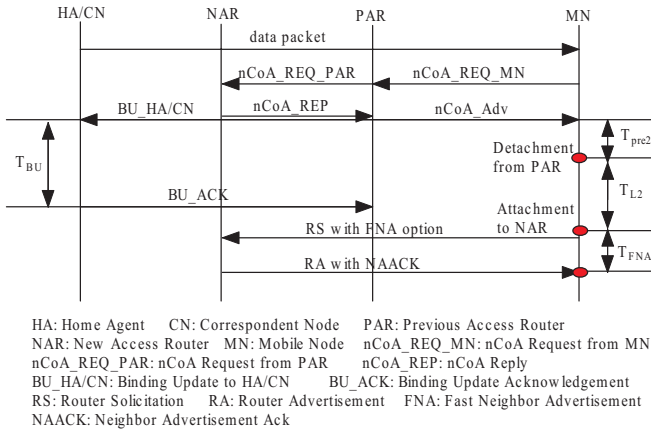 HA/CN NAR PAR MN
data packet
nCoA_REQ_PAR nCoA_REQ_MN
BU_HA/CN nCoA_REP nCoA_Adv
Tpre2
Detachment
from PAR
TBU
TL2
BU_ACK
Attachment
to NAR
RS with FNA option
TFNA
RA with NAACK
HA: Home Agent CN: Correspondent Node PAR: Previous Access Router
NAR: New Access Router MN: Mobile Node nCoA_REQ_MN: nCoA Request from MN
nCoA_REQ_PAR: nCoA Request from PAR nCoA_REP: nCoA Reply
BU_HA/CN: Binding Update to HA/CN BU_ACK: Binding Update Acknowledgement
RS: Router Solicitation RA: Router Advertisement FNA: Fast Neighbor Advertisement
NAACK: Neighbor Advertisement Ack